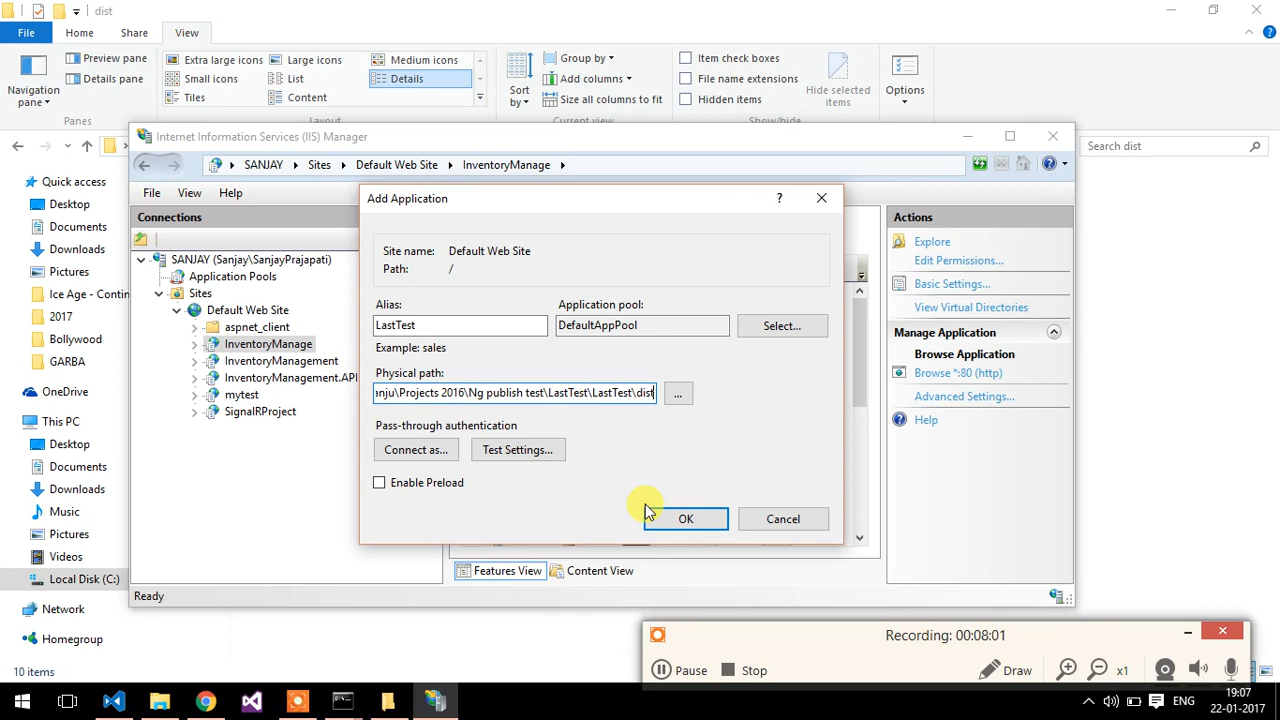 dist
File
Home
Share
View
Navigation pane
Preview pane
Details pane
Panes
Extra large icons
Large icons
Medium icons
Small icons
List
Details
Tiles
Content
Layout
Sort by
Group by
Add columns
Size all columns to fit
Current view
Item check boxes
File name extensions
Hidden items
Hide selected items
Show/hide
Options
Search dist
Quick access
Desktop
Documents
Downloads
Pictures
Ice Age - Contin
2017
Bollywood
GARBA
OneDrive
This PC
Desktop
Documents
Downloads
Music
Pictures
Videos
Local Disk (C:)
Network
Homegroup
10 items
Internet Information Services (IIS) Manager
SANJAY
Sites
Default Web Site
InventoryManage
File
View
Help
Connections
SANJAY (Sanjay\SanjayPrajapati)
Application Pools
Sites
Default Web Site
aspnet_client
InventoryManage
InventoryManagement
InventoryManagement.API
mytest
SignalRProject
Add Application
?
Site name: Default Web Site
Path: /
Alias:
Application pool:
LastTest
DefaultAppPool
Select...
Example: sales
Physical path:
anju\Projects 2016\Ng publish test\LastTest\LastTest\dist
...
Pass-through authentication
Connect as...
Test Settings...
Enable Preload
OK
Cancel
Features View
Content View
Ready
Actions
Explore
Edit Permissions...
Basic Settings...
View Virtual Directories
Manage Application
Browse Application
Browse *:80 (http)
Advanced Settings...
Help
Recording: 00:08:01
Pause
Stop
Draw
x1
ENG
19:07
22-01-2017